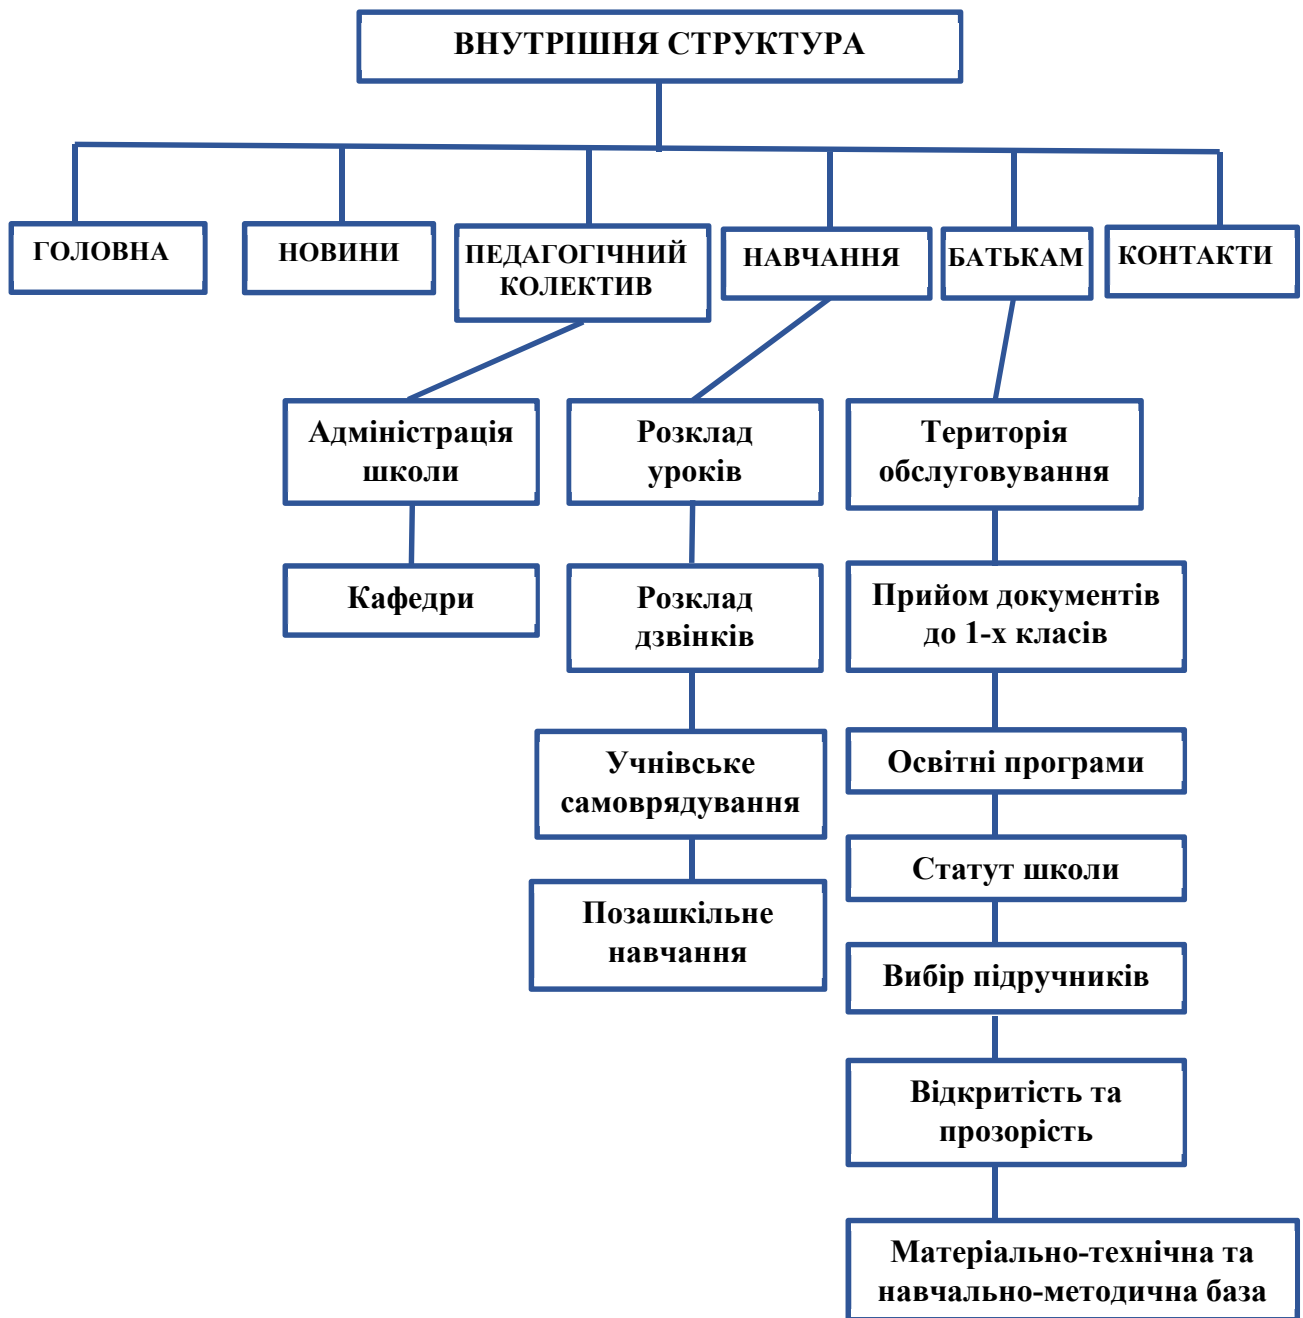 ВНУТРІШНЯ СТРУКТУРА
ГОЛОВНА
НОВИНИ
ПЕДАГОГІЧНИЙ
КОЛЕКТИВ
НАВЧАННЯ
БАТЬКАМ
КОНТАКТИ
Адміністрація
школи
Кафедри
Розклад
уроків
Розклад
дзвінків
Учнівське
самоврядування
Позашкільне
навчання
Територія
обслуговування
Прийом документів
до 1-х класів
Освітні програми
Статут школи
Вибір підручників
Відкритість та
прозорість
Матеріально-технічна та
навчально-методична база